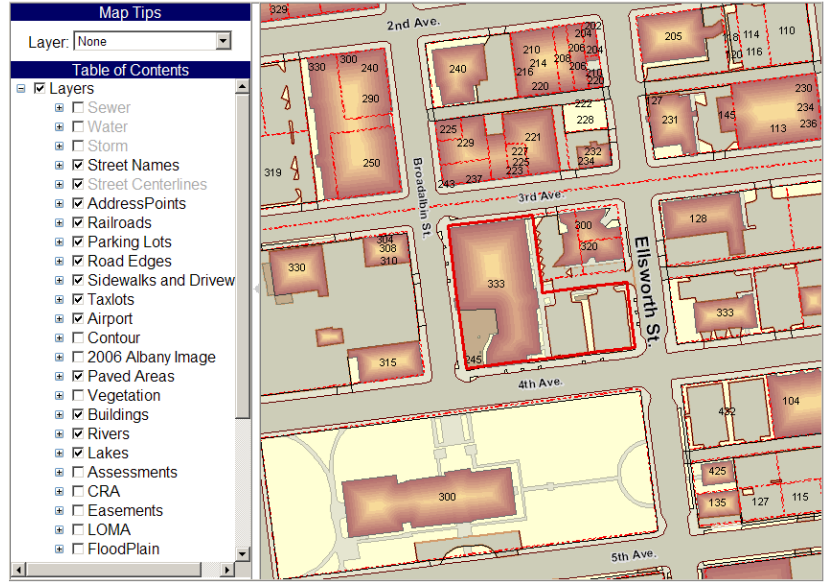 Map Tips
Layer: None
Table of Contents
Layers
Sewer
Water
Storm
Street Names
Street Centerlines
AddressPoints
Railroads
Parking Lots
Road Edges
Sidewalks and Drivew
Taxlots
Airport
Contour
2006 Albany Image
Paved Areas
Vegetation
Buildings
Rivers
Lakes
Assessments
CRA
Easements
LOMA
FloodPlain
329
2nd Ave.
202
204
206
204
210
214
208
206
216
210
220
220
205
118
114
110
120
116
330
300
240
290
250
319
240
222
228
225
229
221
227
225
223
232
234
243
237
127
231
145
230
234
236
113
Broadalbin St.
3rd Ave.
300
320
333
245
Ellsworth St.
128
333
330
304
308
310
315
4th Ave.
432
104
425
135
127
115
300
5th Ave.